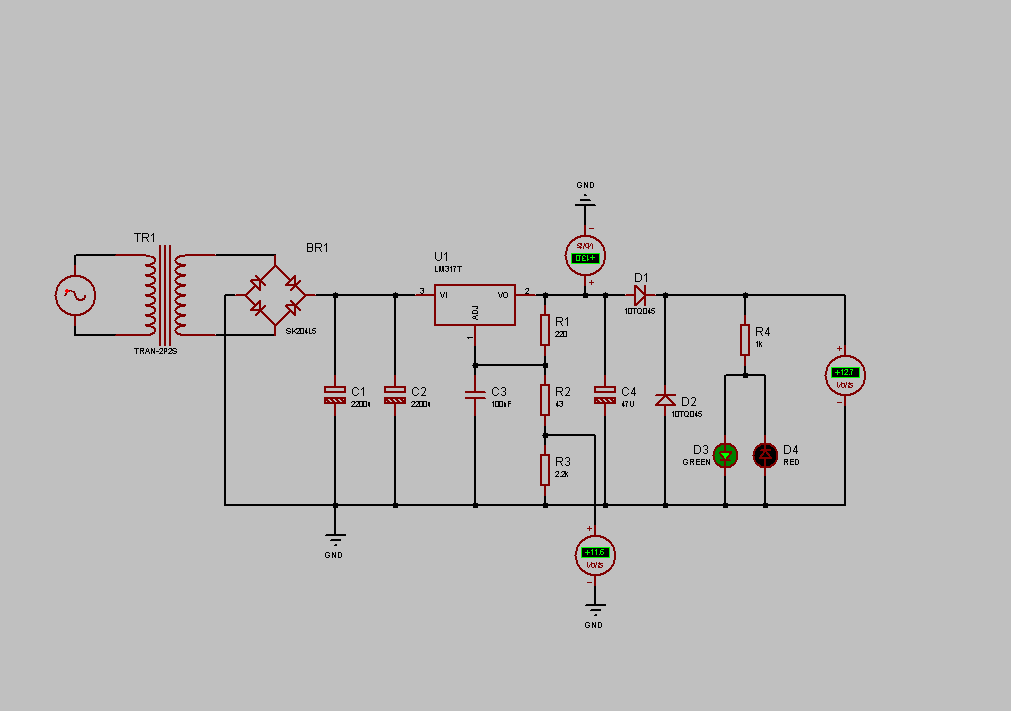 GND
TR1
TRAN-2P2S
BR1
SK2D4L5
U1
LM317T
3
VI
VO
2
ADJ
1
+13.0
Volts
-
+
D1
10TQ045
R1
220
R4
1k
+
+12.7
Volts
-
C1
2200u
C2
2200u
C3
100nF
R2
43
C4
47U
D2
10TQ045
D3
GREEN
D4
RED
R3
2.2k
GND
+
+11.6
Volts
-
GND